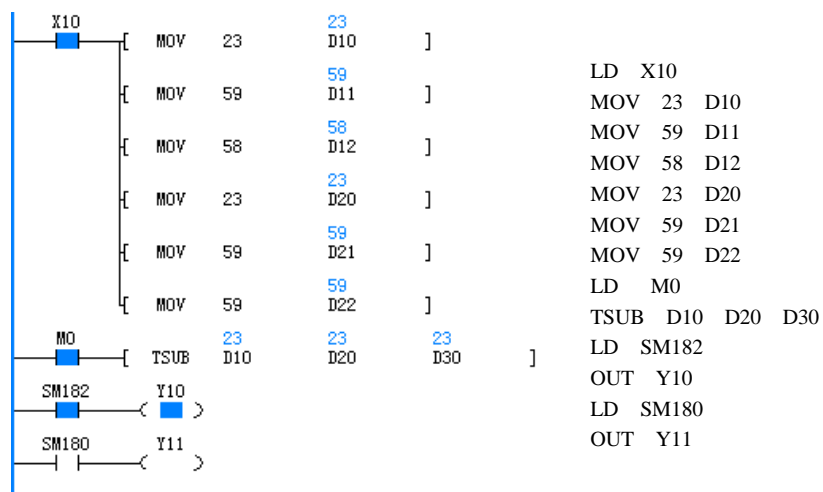 X10 23
[ MOV 23 D10 ]
59
[ MOV 59 D11 ]
58
[ MOV 58 D12 ]
23
[ MOV 23 D20 ]
59
[ MOV 59 D21 ]
59
[ MOV 59 D22 ]
M0 23 23 23
[ TSUB D10 D20 D30 ]
SM182 Y10
SM180 Y11
LD X10
MOV 23 D10
MOV 59 D11
MOV 58 D12
MOV 23 D20
MOV 59 D21
MOV 59 D22
LD M0
TSUB D10 D20 D30
LD SM182
OUT Y10
LD SM180
OUT Y11